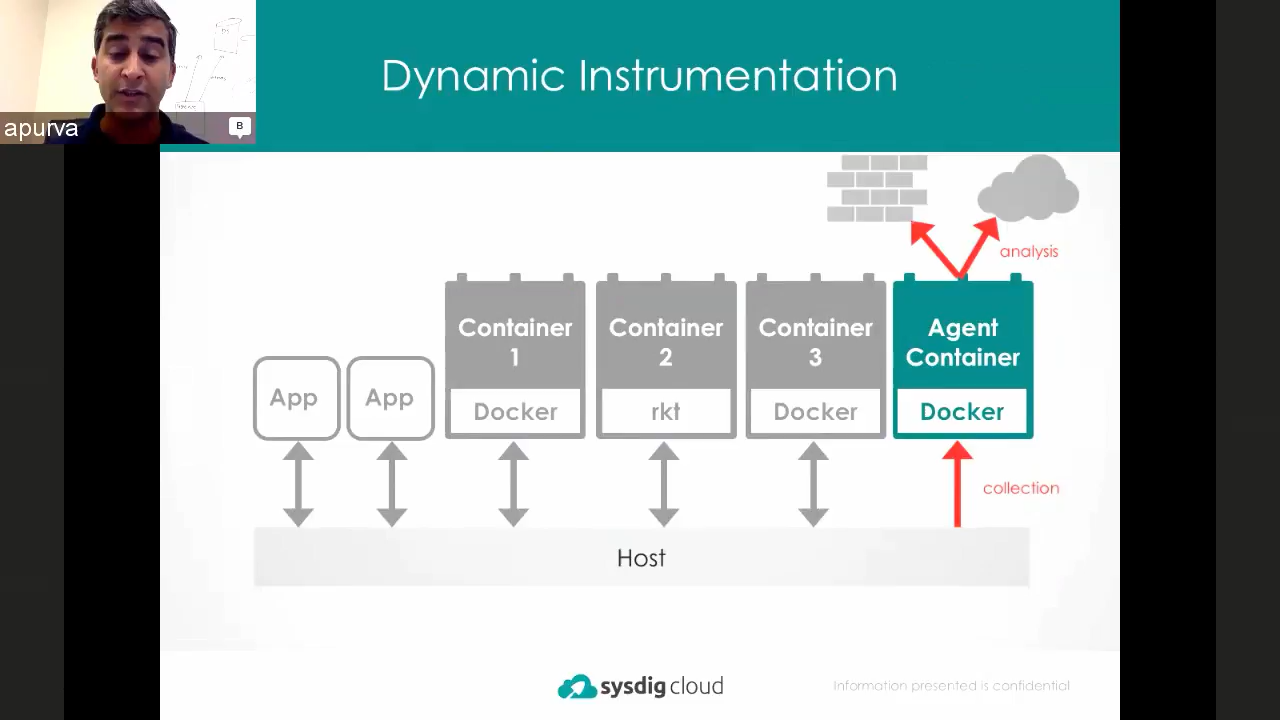 apurva
B
Dynamic Instrumentation
analysis
Container
1
Docker
Container
2
rkt
Container
3
Docker
Agent
Container
Docker
App
App
collection
Host
sysdig cloud
Information presented is confidential